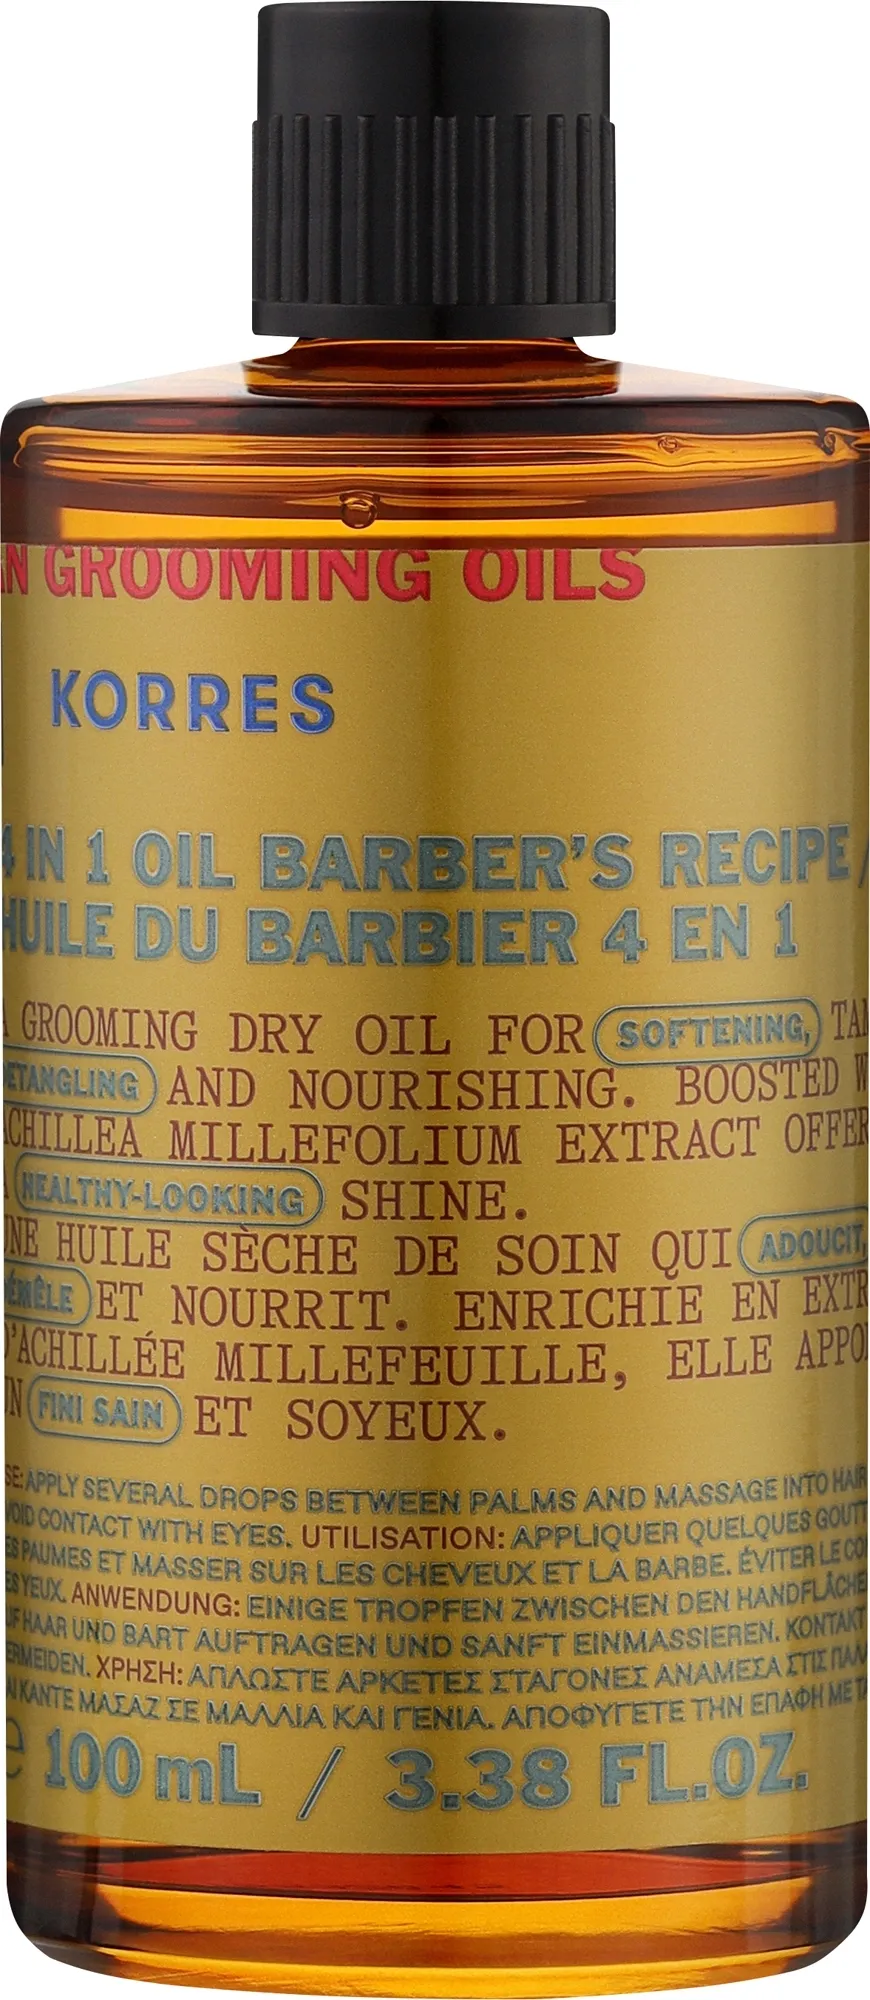 GROOMING OILS
KORRES
4 IN 1 OIL BARBER'S RECIPE /
HUILE DU BARBIER 4 EN 1
A GROOMING DRY OIL FOR SOFTENING,
DETANGLING AND NOURISHING. BOOSTED
ACHILLEA MILLEFOLIUM EXTRACT OFFER
A HEALTHY-LOOKING SHINE.
UNE HUILE SÈCHE DE SOIN QUI ADOUCIT,
DÉMÊLE ET NOURRIT. ENRICHIE EN EXTR
D'ACHILLÉE MILLEFEUILLE, ELLE APPO
UN FINI SAIN ET SOYEUX.
APPLY SEVERAL DROPS BETWEEN PALMS AND MASSAGE INTO HAIR
AVOID CONTACT WITH EYES. UTILISATION: APPLIQUER QUELQUES GOUTT
PAUMES ET MASSER SUR LES CHEVEUX ET LA BARBE. ÉVITER LE CO
YEUX. ANWENDUNG: EINIGE TROPFEN ZWISCHEN DEN HANDFLÄCHE
HAAR UND BART AUFTRAGEN UND SANFT EINMASSIEREN. KONTAKT
ERMEIDEN. ΧΡΗΣΗ: ΑΠΛΩΣΤΕ ΑΡΚΕΤΕΣ ΣΤΑΓΟΝΕΣ ΑΝΑΜΕΣΑ ΣΤΙΣ ΠΑΛΑ
ΚΑΙ ΚΑΝΤΕ ΜΑΣΑΖ ΣΕ ΜΑΛΛΙΑ ΚΑΙ ΓΕΝΙΑ. ΑΠΟΦΥΓΕΤΕ ΤΗΝ ΕΠΑΦΗ ΜΕ ΤΑ
e 100 mL / 3.38 FL.OZ.